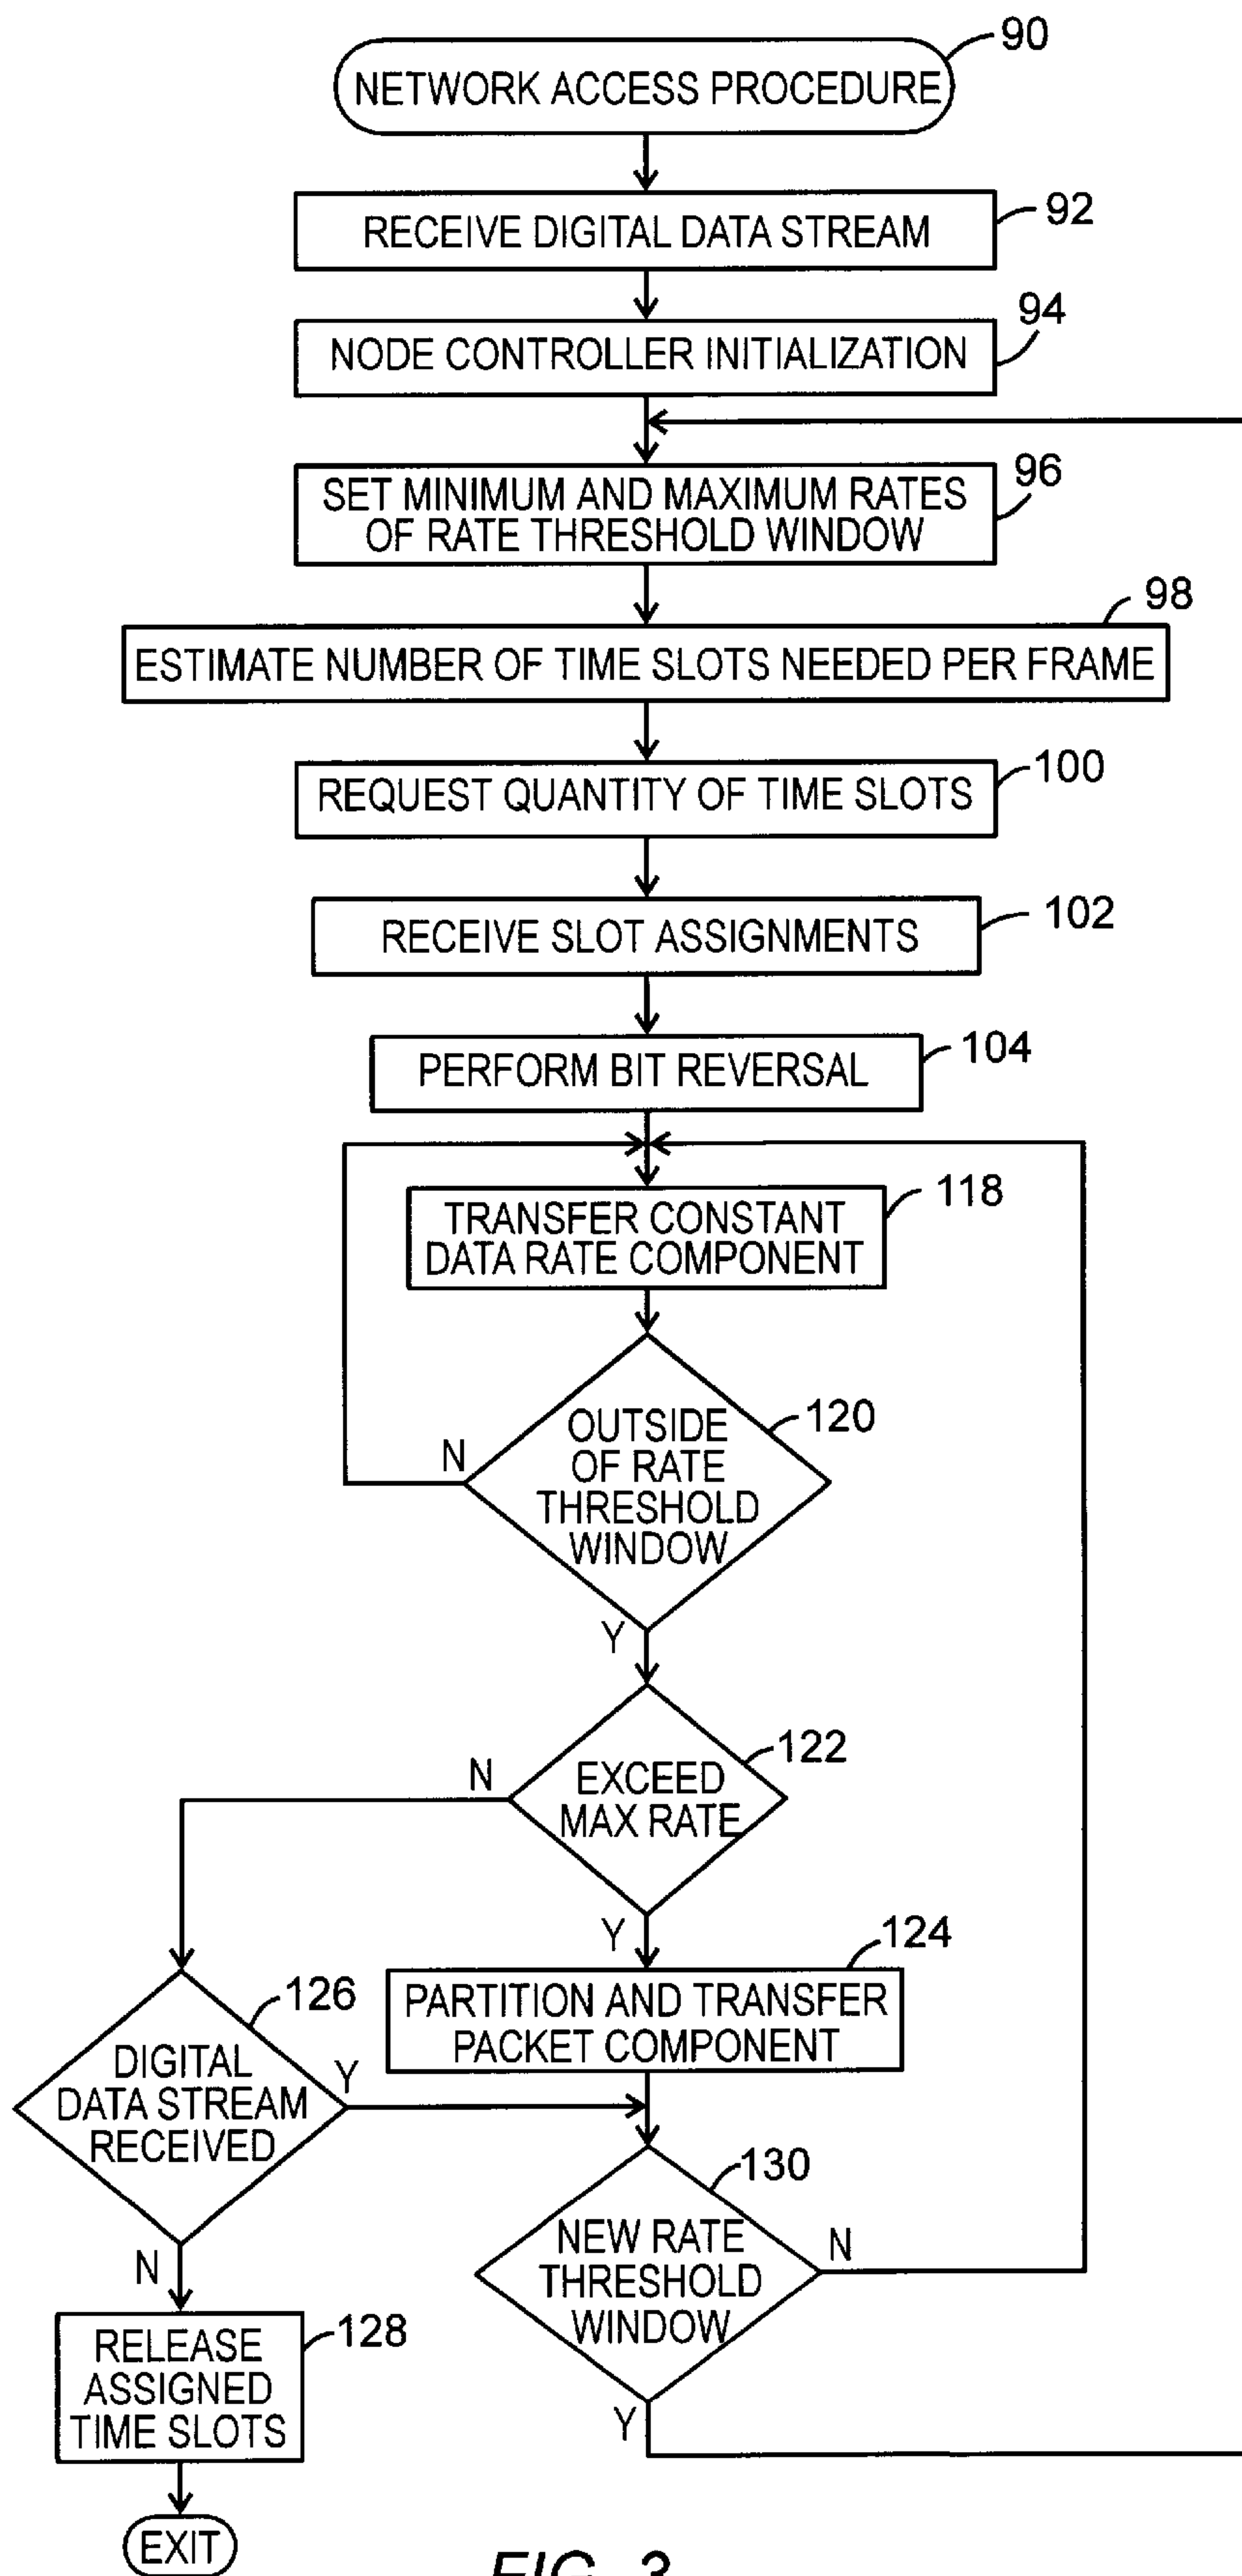 90
NETWORK ACCESS PROCEDURE
92
RECEIVE DIGITAL DATA STREAM
94
NODE CONTROLLER INITIALIZATION
96
SET MINIMUM AND MAXIMUM RATES
OF RATE THRESHOLD WINDOW
98
ESTIMATE NUMBER OF TIME SLOTS NEEDED PER FRAME
100
REQUEST QUANTITY OF TIME SLOTS
102
RECEIVE SLOT ASSIGNMENTS
104
PERFORM BIT REVERSAL
118
TRANSFER CONSTANT
DATA RATE COMPONENT
120
OUTSIDE
OF RATE
THRESHOLD
WINDOW
N
Y
122
EXCEED
MAX RATE
N
Y
124
PARTITION AND TRANSFER
PACKET COMPONENT
126
DIGITAL
DATA STREAM
RECEIVED
Y
N
130
NEW RATE
THRESHOLD
WINDOW
N
Y
128
RELEASE
ASSIGNED
TIME SLOTS
EXIT
FIG. 3